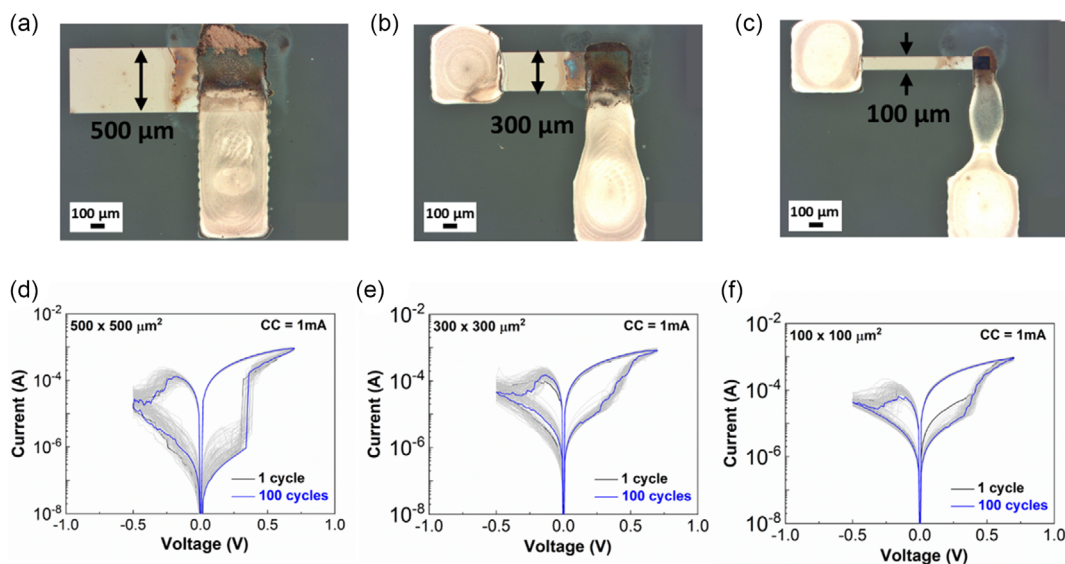 (a)
500 μm
100 μm
(b)
300 μm
100 μm
(c)
100 μm
100 μm
(d)
500 x 500 μm²
CC = 1mA
10⁻²
10⁻⁴
10⁻⁶
10⁻⁸
Current (A)
1 cycle
100 cycles
-1.0 -0.5 0.0 0.5 1.0
Voltage (V)
(e)
300 x 300 μm²
CC = 1mA
10⁻²
10⁻⁴
10⁻⁶
10⁻⁸
Current (A)
1 cycle
100 cycles
-1.0 -0.5 0.0 0.5 1.0
Voltage (V)
(f)
100 x 100 μm²
CC = 1mA
10⁻²
10⁻⁴
10⁻⁶
10⁻⁸
Current (A)
1 cycle
100 cycles
-1.0 -0.5 0.0 0.5 1.0
Voltage (V)